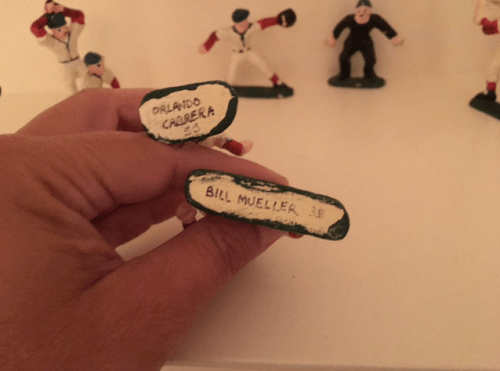 ORLANDO
CABRERA
SS
BILL MUELLER 3B